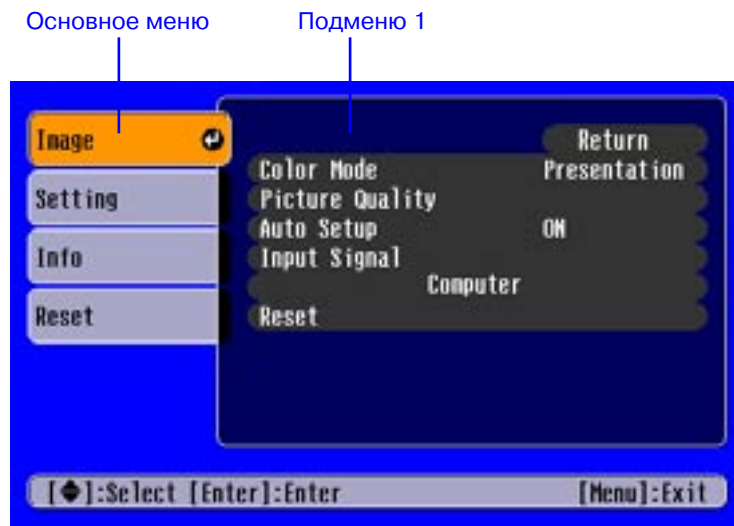 Основное меню Подменю 1
Image
Setting
Info
Reset
Return
Color Mode Presentation
Picture Quality
Auto Setup ON
Input Signal
Computer
Reset
[◆]:Select [Enter]:Enter [Menu]:Exit